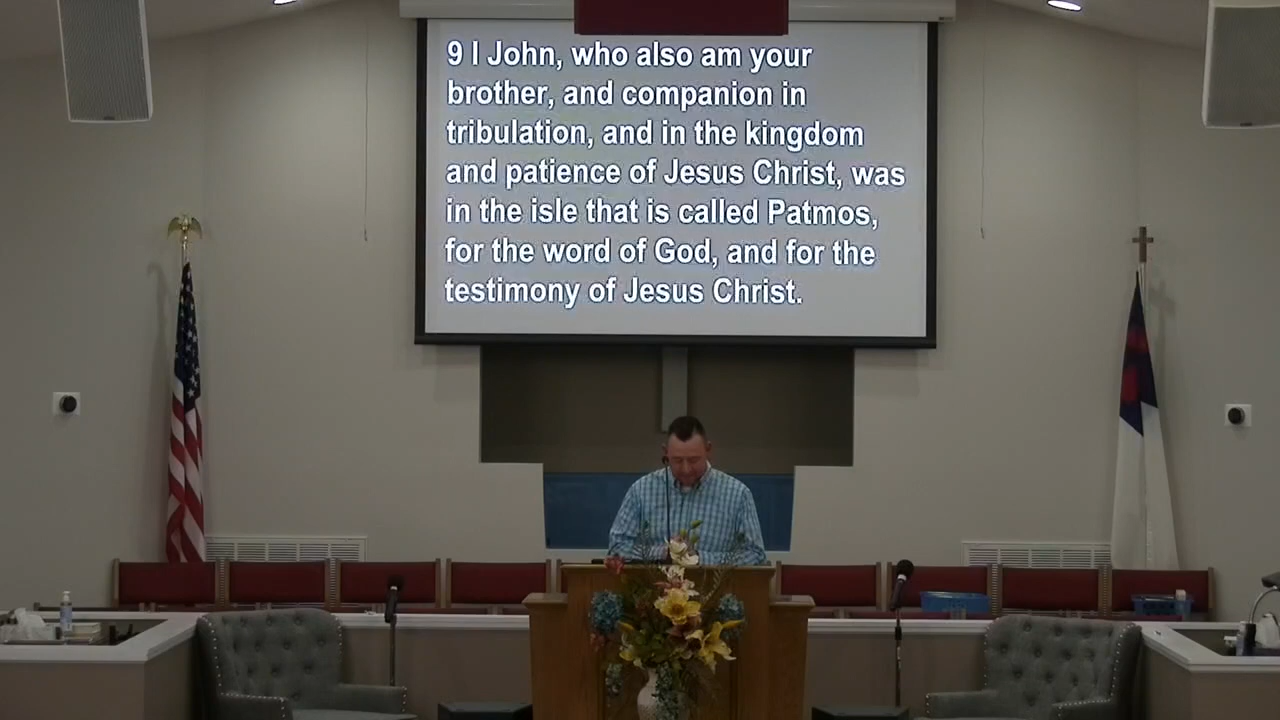 9 I John, who also am your
brother, and companion in
tribulation, and in the kingdom
and patience of Jesus Christ, was
in the isle that is called Patmos,
for the word of God, and for the
testimony of Jesus Christ.